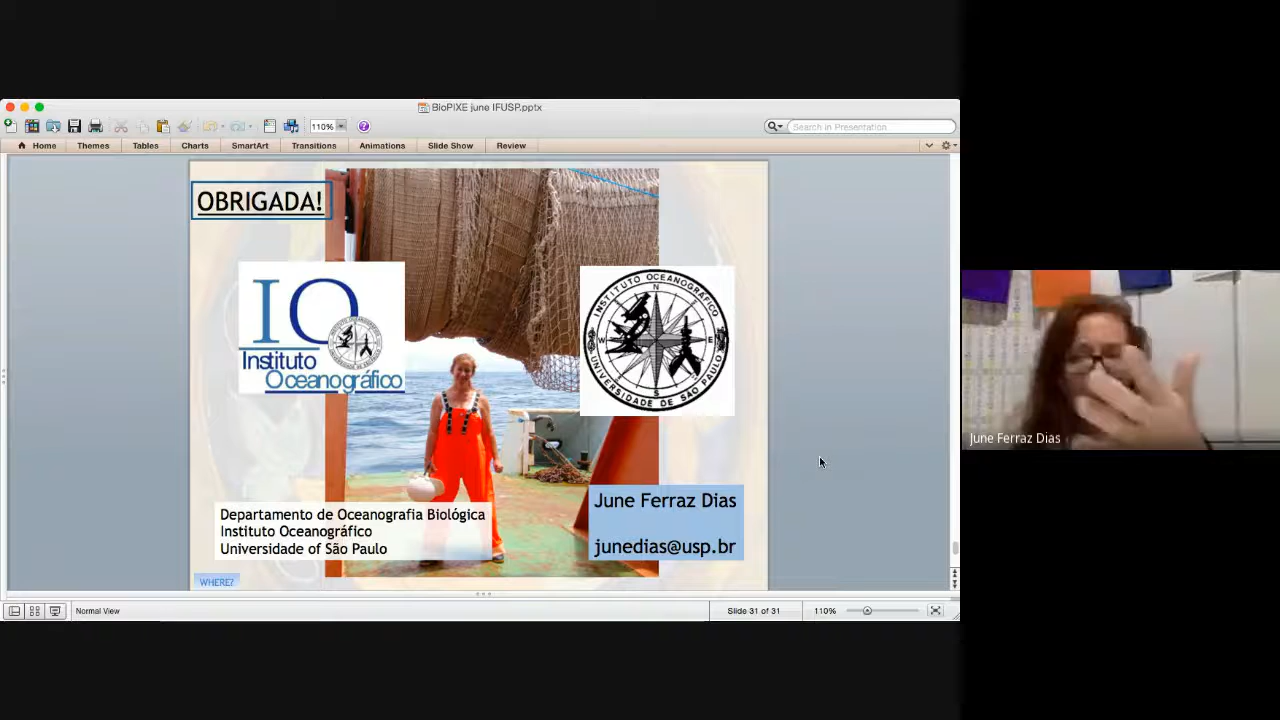 BioPIXE june IFUSP.pptx
110%
Search in Presentation
Home Themes Tables Charts SmartArt Transitions Animations Slide Show Review
OBRIGADA!
IO
Instituto
Oceanográfico
INSTITUTO OCEANOGRÁFICO
N
W E
S
UNIVERSIDADE DE SÃO PAULO
Departamento de Oceanografia Biológica
Instituto Oceanográfico
Universidade of São Paulo
June Ferraz Dias
junedias@usp.br
WHERE?
Normal View
Slide 31 of 31
110%
June Ferraz Dias